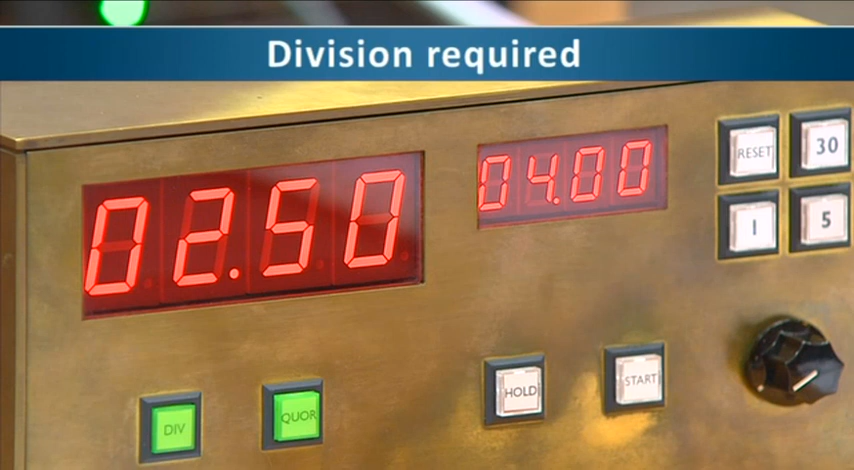 Division required
02.50
04.00
RESET
30
1
5
HOLD
START
DIV
QUOR